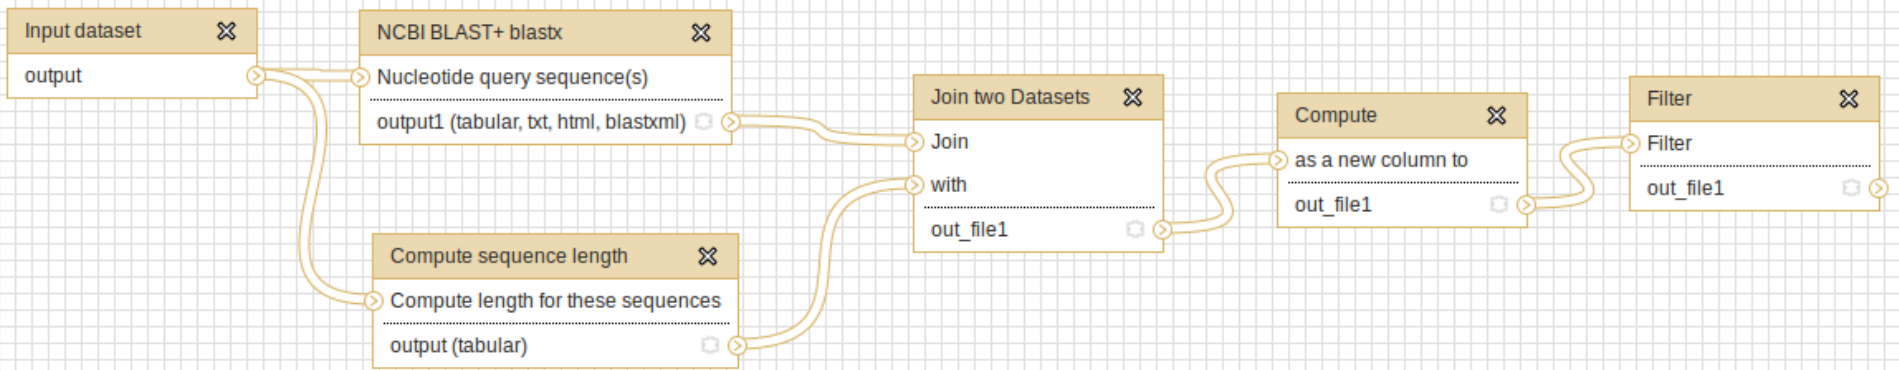 Input dataset
output
NCBI BLAST+ blastx
Nucleotide query sequence(s)
output1 (tabular, txt, html, blastxml)
Compute sequence length
Compute length for these sequences
output (tabular)
Join two Datasets
Join
with
out_file1
Compute
as a new column to
out_file1
Filter
Filter
out_file1